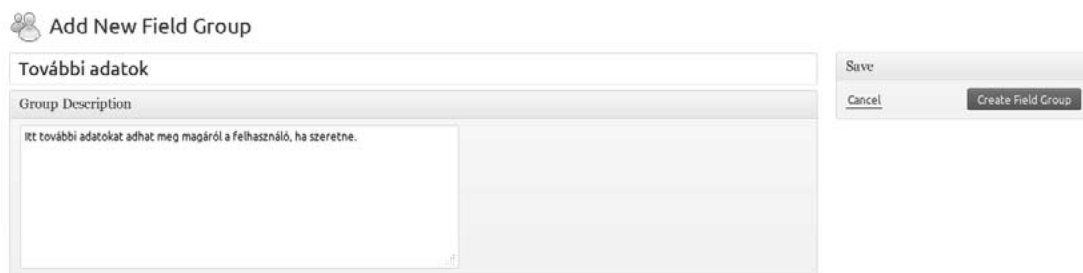 Add New Field Group
További adatok
Group Description
Itt további adatokat adhat meg magáról a felhasználó, ha szeretne.
Save
Cancel
Create Field Group